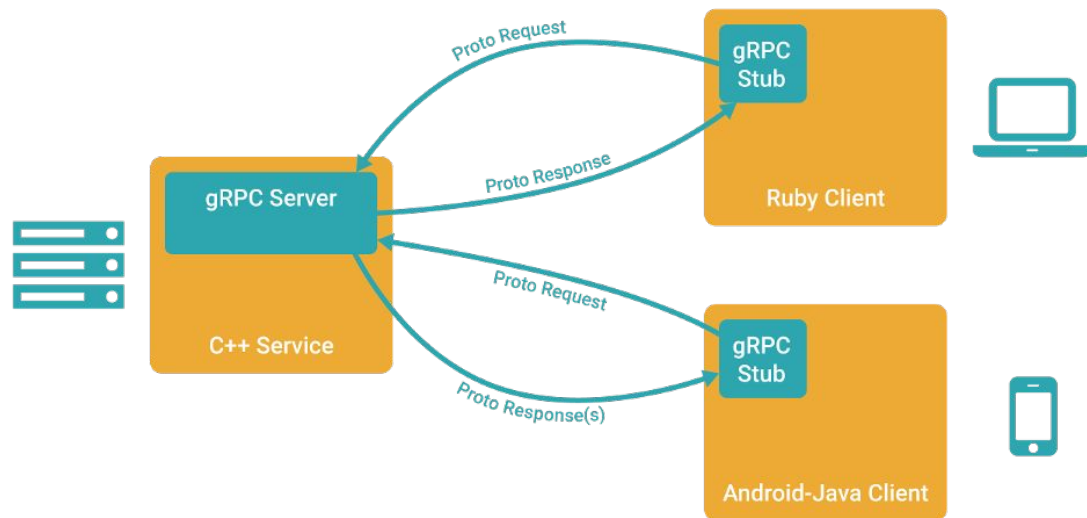 Proto Request
gRPC
Stub
Ruby Client
Proto Response
gRPC Server
C++ Service
Proto Request
gRPC
Stub
Proto Response(s)
Android-Java Client